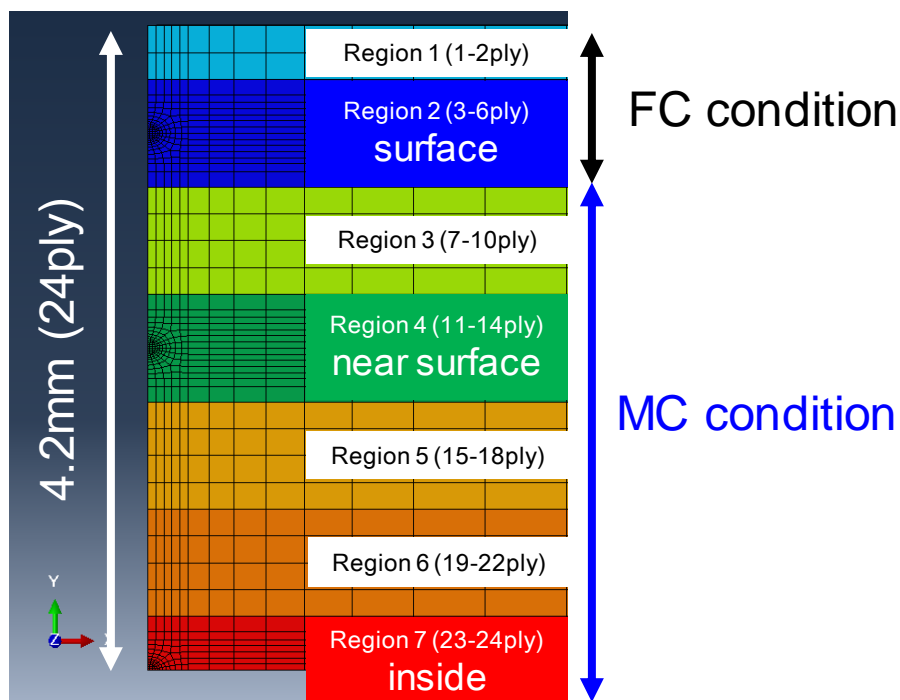 Region 1 (1-2ply)
Region 2 (3-6ply)
surface
FC condition
Region 3 (7-10ply)
Region 4 (11-14ply)
near surface
MC condition
Region 5 (15-18ply)
Region 6 (19-22ply)
Region 7 (23-24ply)
inside
4.2mm (24ply)
Y
Z
X